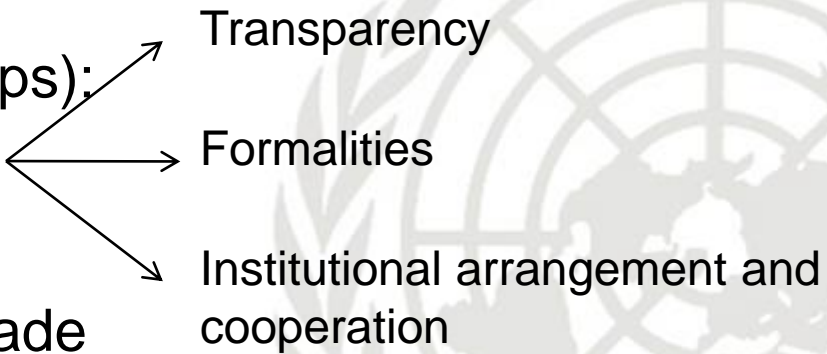 Transparency
ps):
Formalities
Institutional arrangement and
ade
cooperation